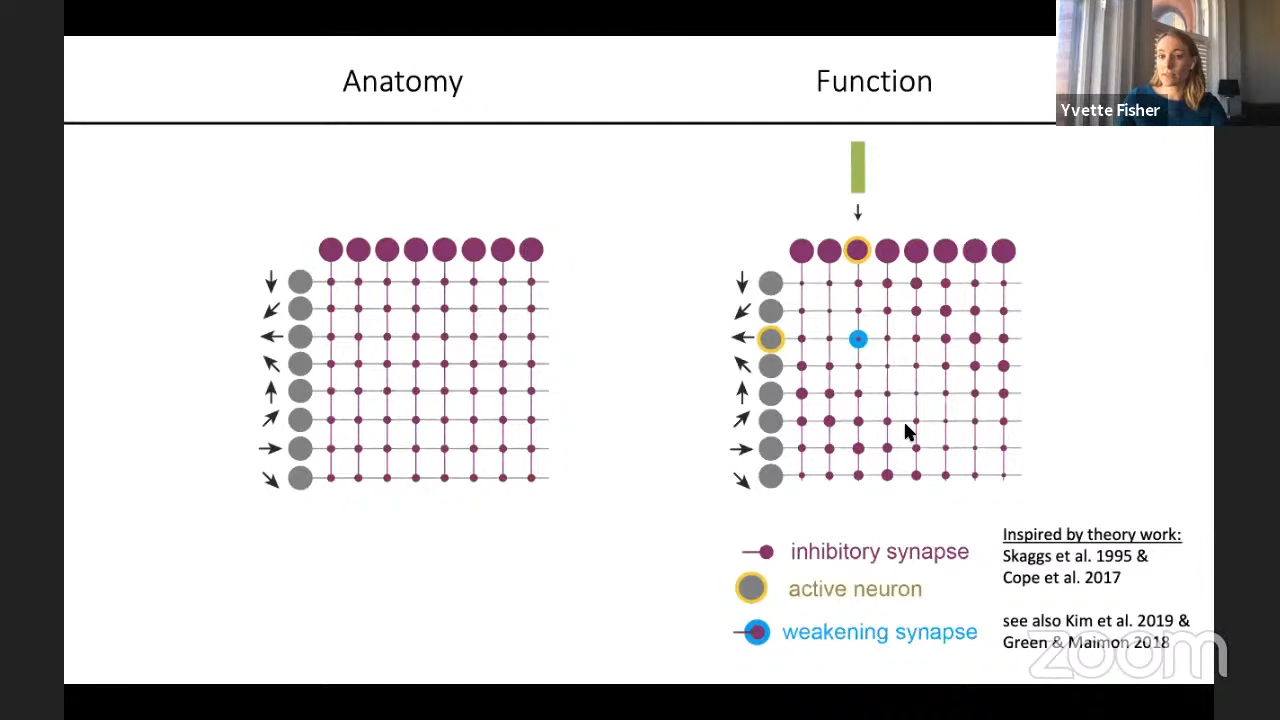 Anatomy
Function
Yvette Fisher
inhibitory synapse
active neuron
weakening synapse
Inspired by theory work:
Skaggs et al. 1995 &
Cope et al. 2017
see also Kim et al. 2019 &
Green & Maimon 2018
zoom